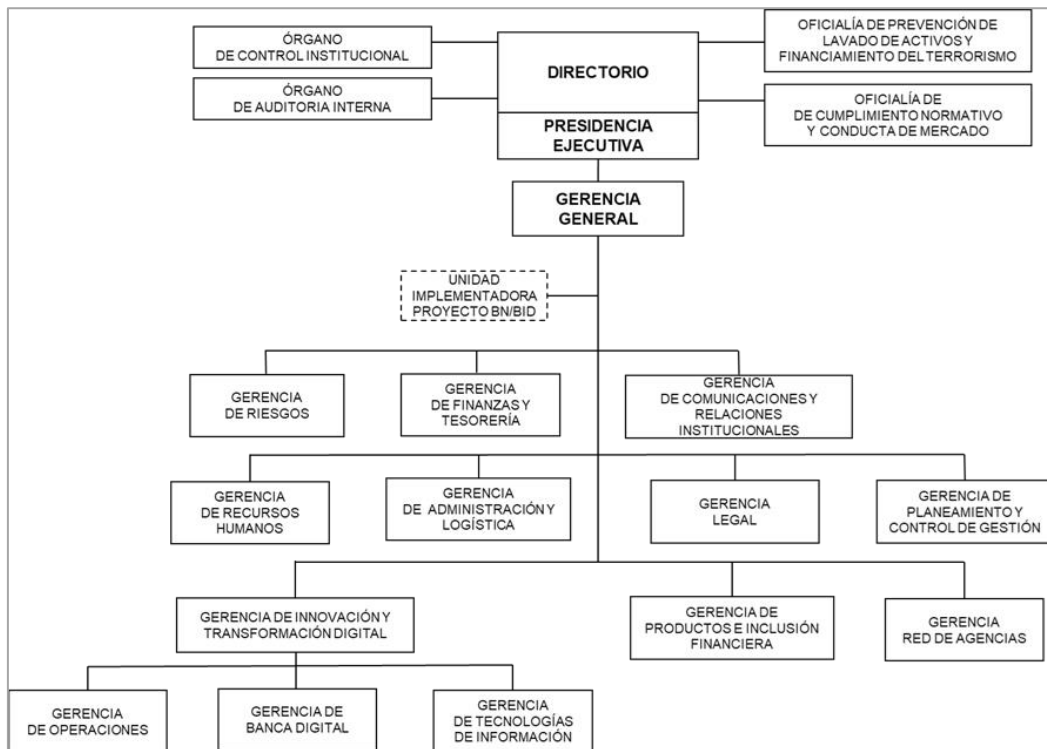 ÓRGANO
DE CONTROL INSTITUCIONAL
ÓRGANO
DE AUDITORIA INTERNA
DIRECTORIO
PRESIDENCIA
EJECUTIVA
OFICIALÍA DE PREVENCIÓN DE
LAVADO DE ACTIVOS Y
FINANCIAMIENTO DEL TERRORISMO
OFICIALÍA DE
DE CUMPLIMIENTO NORMATIVO
Y CONDUCTA DE MERCADO
GERENCIA
GENERAL
UNIDAD
IMPLEMENTADORA
PROYECTO BN/BID
GERENCIA
DE RIESGOS
GERENCIA
DE FINANZAS Y
TESORERÍA
GERENCIA
DE COMUNICACIONES Y
RELACIONES
INSTITUCIONALES
GERENCIA
DE RECURSOS
HUMANOS
GERENCIA
DE ADMINISTRACIÓN Y
LOGÍSTICA
GERENCIA
LEGAL
GERENCIA DE
PLANEAMIENTO Y
CONTROL DE GESTIÓN
GERENCIA DE INNOVACIÓN Y
TRANSFORMACIÓN DIGITAL
GERENCIA DE
PRODUCTOS E INCLUSIÓN
FINANCIERA
GERENCIA
RED DE AGENCIAS
GERENCIA
DE OPERACIONES
GERENCIA DE
BANCA DIGITAL
GERENCIA
DE TECNOLOGÍAS
DE INFORMACIÓN